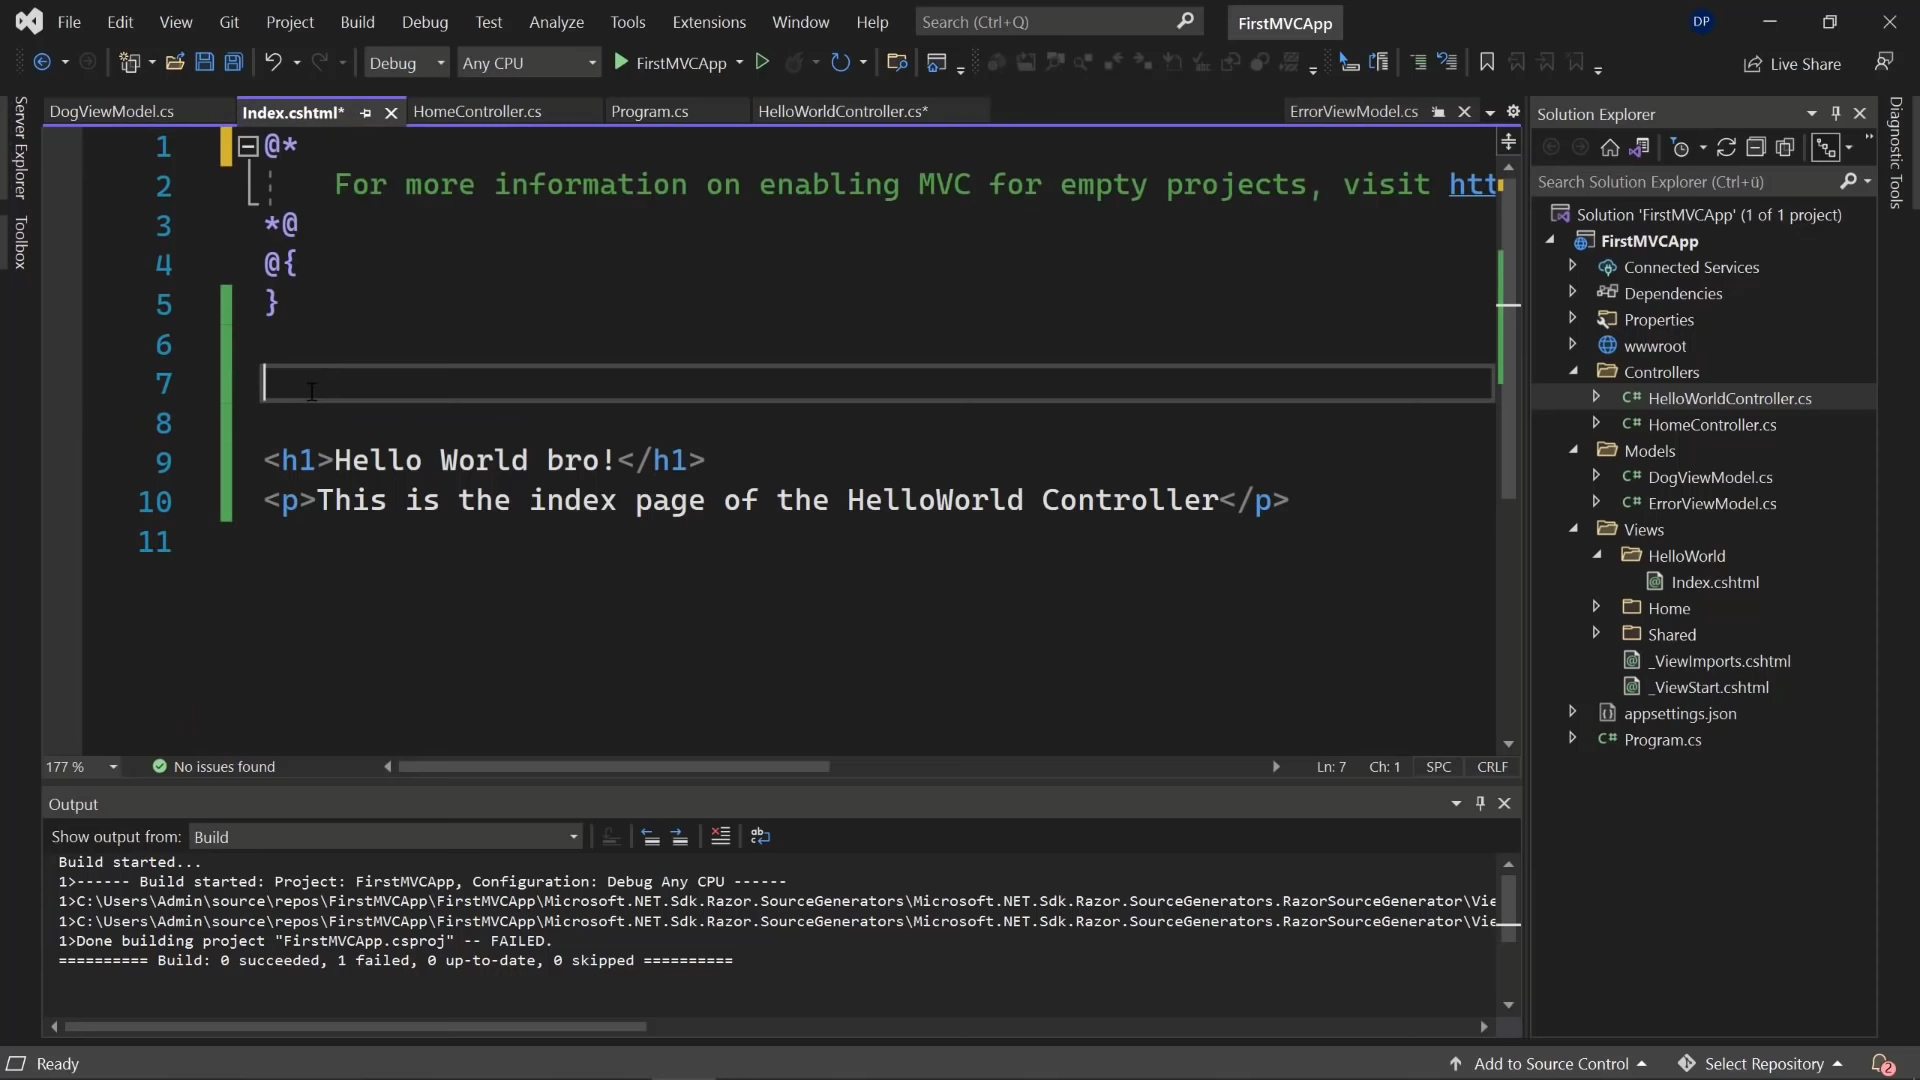 File Edit View Git Project Build Debug Test Analyze Tools Extensions Window Help Search (Ctrl+Q) FirstMVCApp DP
Debug Any CPU FirstMVCApp Live Share
Server Explorer
Toolbox
DogViewModel.cs Index.cshtml* HomeController.cs Program.cs HelloWorldController.cs* ErrorViewModel.cs
1 @*
2 For more information on enabling MVC for empty projects, visit htt
3 *@
4 @{
5 }
6
7
8
9 <h1>Hello World bro!</h1>
10 <p>This is the index page of the HelloWorld Controller</p>
11
177 % No issues found Ln: 7 Ch: 1 SPC CRLF
Output
Show output from: Build
Build started...
1>------ Build started: Project: FirstMVCApp, Configuration: Debug Any CPU ------
1>C:\Users\Admin\source\repos\FirstMVCApp\FirstMVCApp\Microsoft.NET.Sdk.Razor.SourceGenerators\Microsoft.NET.Sdk.Razor.SourceGenerators.RazorSourceGenerator\Vie
1>C:\Users\Admin\source\repos\FirstMVCApp\FirstMVCApp\Microsoft.NET.Sdk.Razor.SourceGenerators\Microsoft.NET.Sdk.Razor.SourceGenerators.RazorSourceGenerator\Vie
1>Done building project "FirstMVCApp.csproj" -- FAILED.
========== Build: 0 succeeded, 1 failed, 0 up-to-date, 0 skipped ==========
Solution Explorer
Search Solution Explorer (Ctrl+ü)
Solution 'FirstMVCApp' (1 of 1 project)
FirstMVCApp
Connected Services
Dependencies
Properties
wwwroot
Controllers
C# HelloWorldController.cs
C# HomeController.cs
Models
C# DogViewModel.cs
C# ErrorViewModel.cs
Views
HelloWorld
Index.cshtml
Home
Shared
_ViewImports.cshtml
_ViewStart.cshtml
appsettings.json
C# Program.cs
Diagnostic Tools
Ready Add to Source Control Select Repository 2